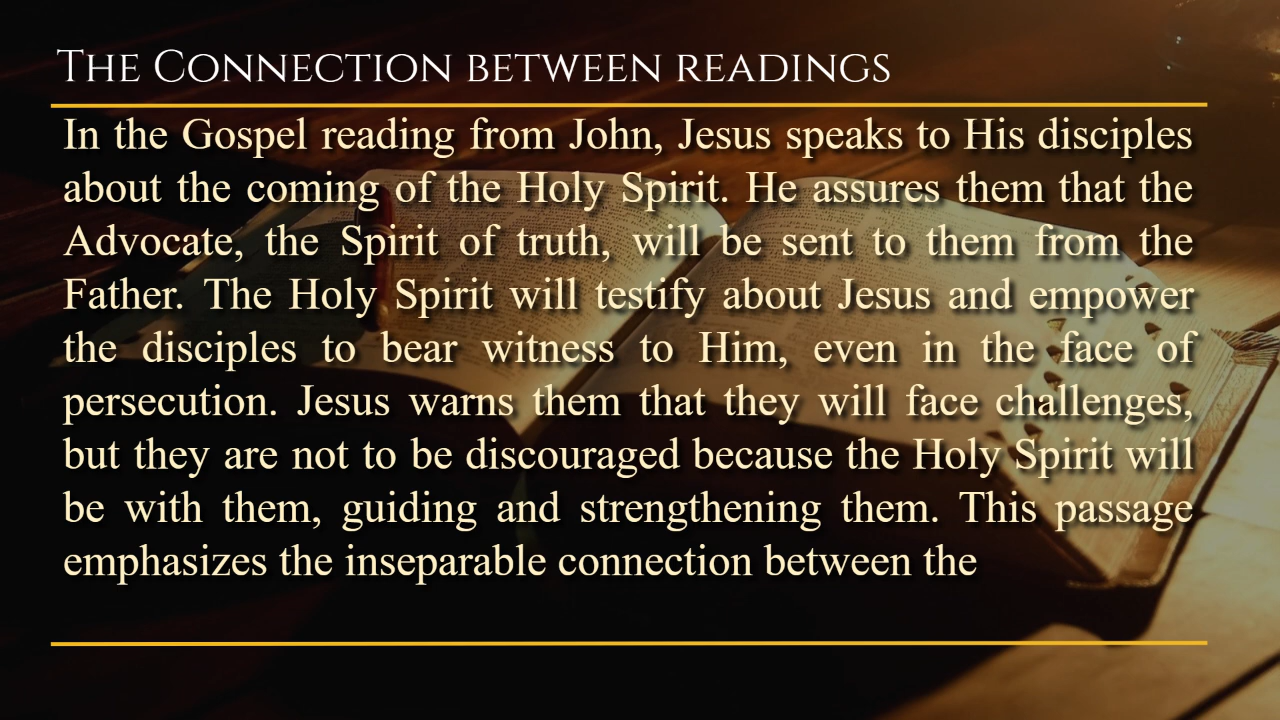 The Connection between readings
In the Gospel reading from John, Jesus speaks to His disciples
about the coming of the Holy Spirit. He assures them that the
Advocate, the Spirit of truth, will be sent to them from the
Father. The Holy Spirit will testify about Jesus and empower
the disciples to bear witness to Him, even in the face of
persecution. Jesus warns them that they will face challenges,
but they are not to be discouraged because the Holy Spirit will
be with them, guiding and strengthening them. This passage
emphasizes the inseparable connection between the